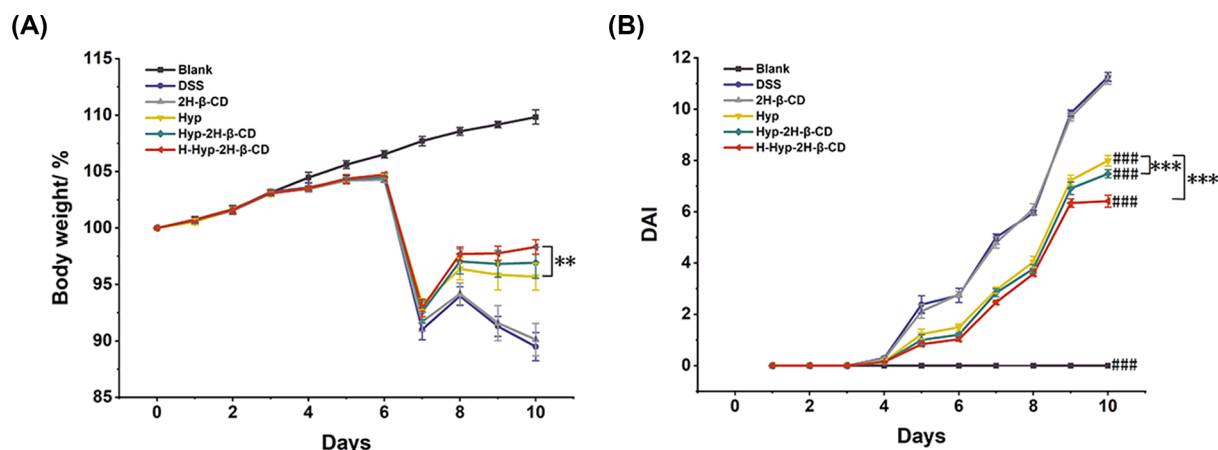 (A)
115
110
105
100
95
90
85
Body weight/ %
Blank
DSS
2H-β-CD
Hyp
Hyp-2H-β-CD
H-Hyp-2H-β-CD
**
0 2 4 6 8 10
Days
(B)
12
10
8
6
4
2
0
DAI
Blank
DSS
2H-β-CD
Hyp
Hyp-2H-β-CD
H-Hyp-2H-β-CD
###
###
###
###
***
***
0 2 4 6 8 10
Days